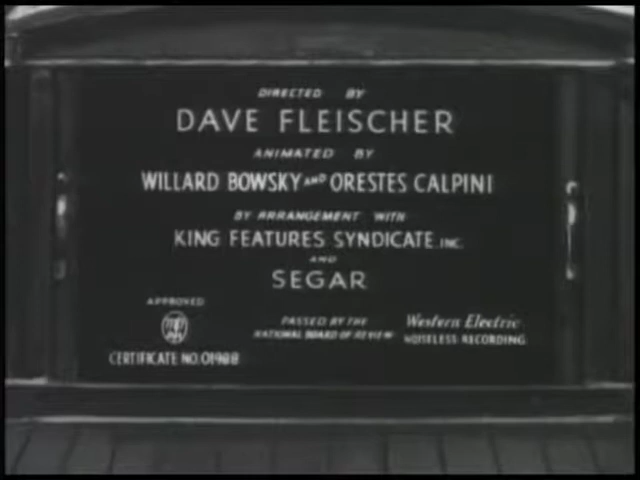 DIRECTED BY
DAVE FLEISCHER
ANIMATED BY
WILLARD BOWSKY AND ORESTES CALPINI
BY ARRANGEMENT WITH
KING FEATURES SYNDICATE, INC.
AND
SEGAR
APPROVED
CERTIFICATE NO. 01988
PASSED BY THE
NATIONAL BOARD OF REVIEW
Western Electric
NOISELESS RECORDING